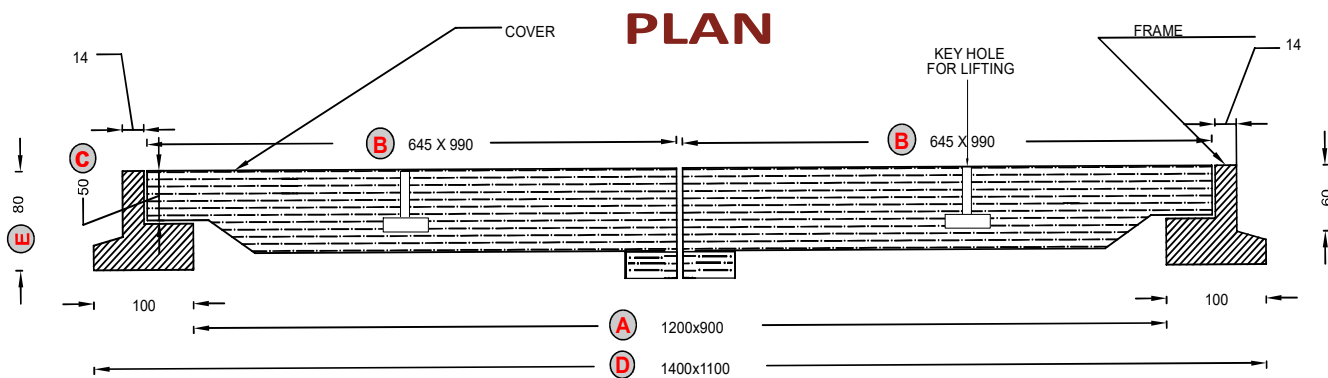 PLAN
COVER
FRAME
14
KEY HOLE
FOR LIFTING
14
B 645 X 990
B 645 X 990
C
50
80
E
60
100
100
A 1200x900
D 1400x1100